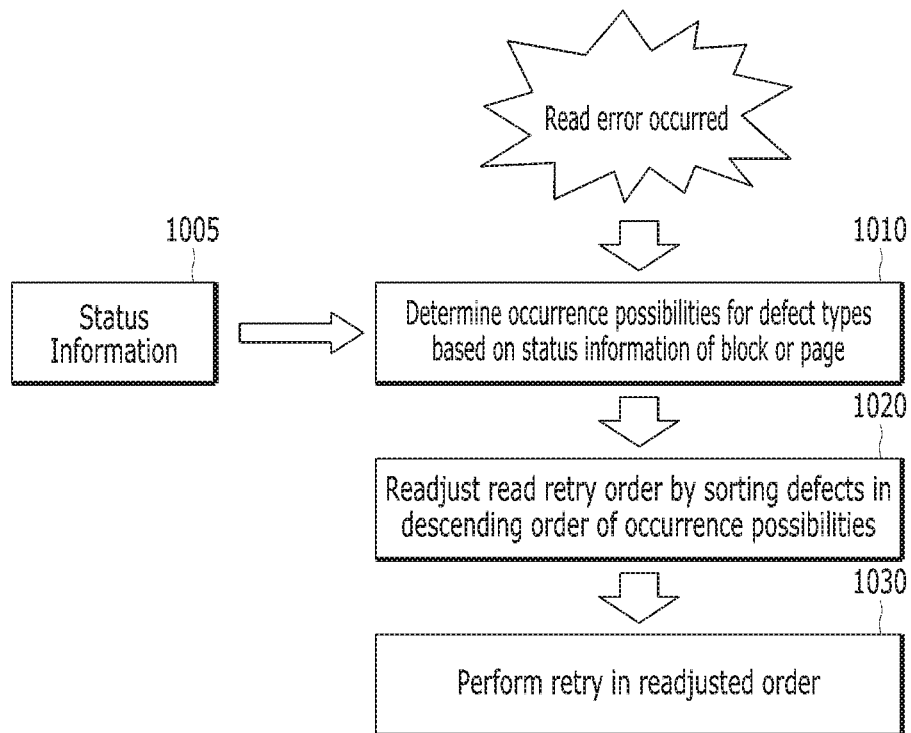 Read error occurred
1005
1010
Status
Information
Determine occurrence possibilities for defect types
based on status information of block or page
1020
Readjust read retry order by sorting defects in
descending order of occurrence possibilities
1030
Perform retry in readjusted order